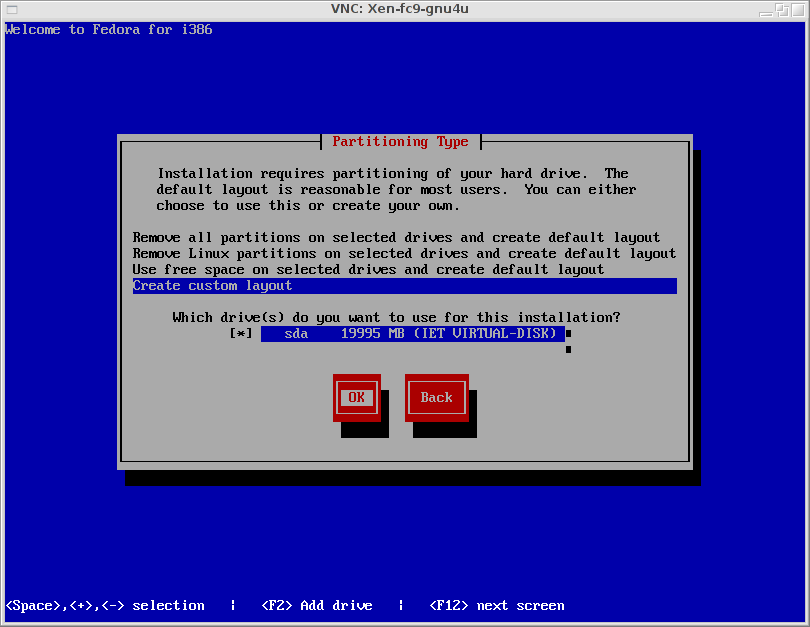 VNC: Xen-fc9-gnu4u
Welcome to Fedora for i386
Partitioning Type
Installation requires partitioning of your hard drive.  The
default layout is reasonable for most users.  You can either
choose to use this or create your own.
Remove all partitions on selected drives and create default layout
Remove Linux partitions on selected drives and create default layout
Use free space on selected drives and create default layout
Create custom layout
Which drive(s) do you want to use for this installation?
[*]   sda    19995 MB (IET VIRTUAL-DISK)
OK   Back
<Space>,<+>,<-> selection   |   <F2> Add drive   |   <F12> next screen